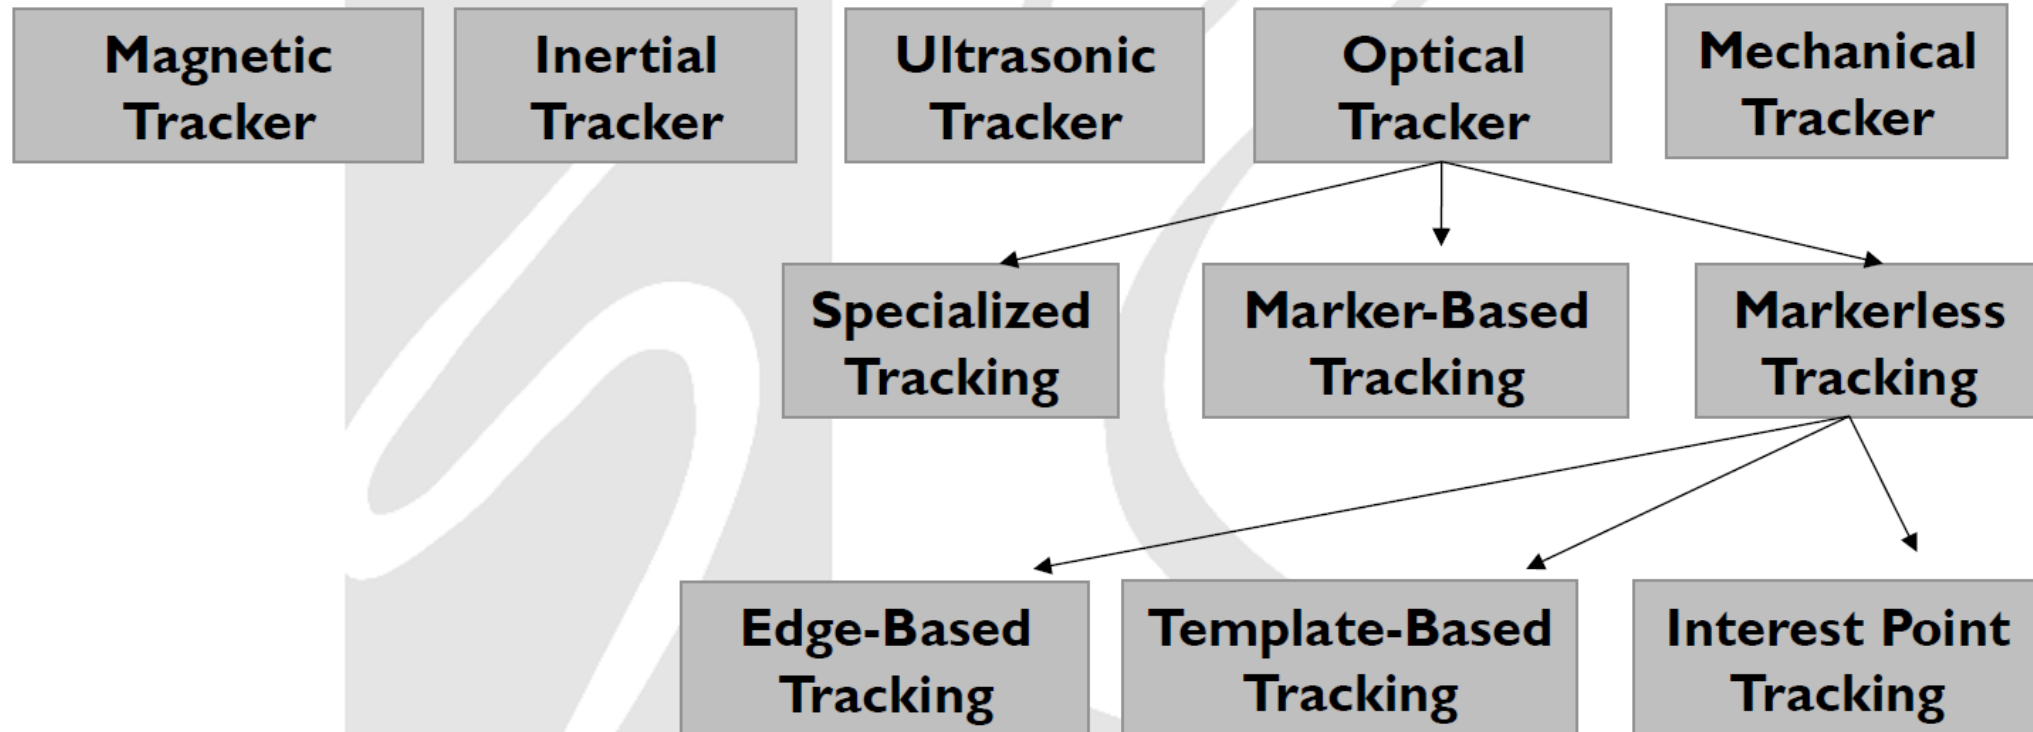 Magnetic
Tracker
Inertial
Tracker
Ultrasonic
Tracker
Optical
Tracker
Mechanical
Tracker
Specialized
Tracking
Marker-Based
Tracking
Markerless
Tracking
Edge-Based
Tracking
Template-Based
Tracking
Interest Point
Tracking